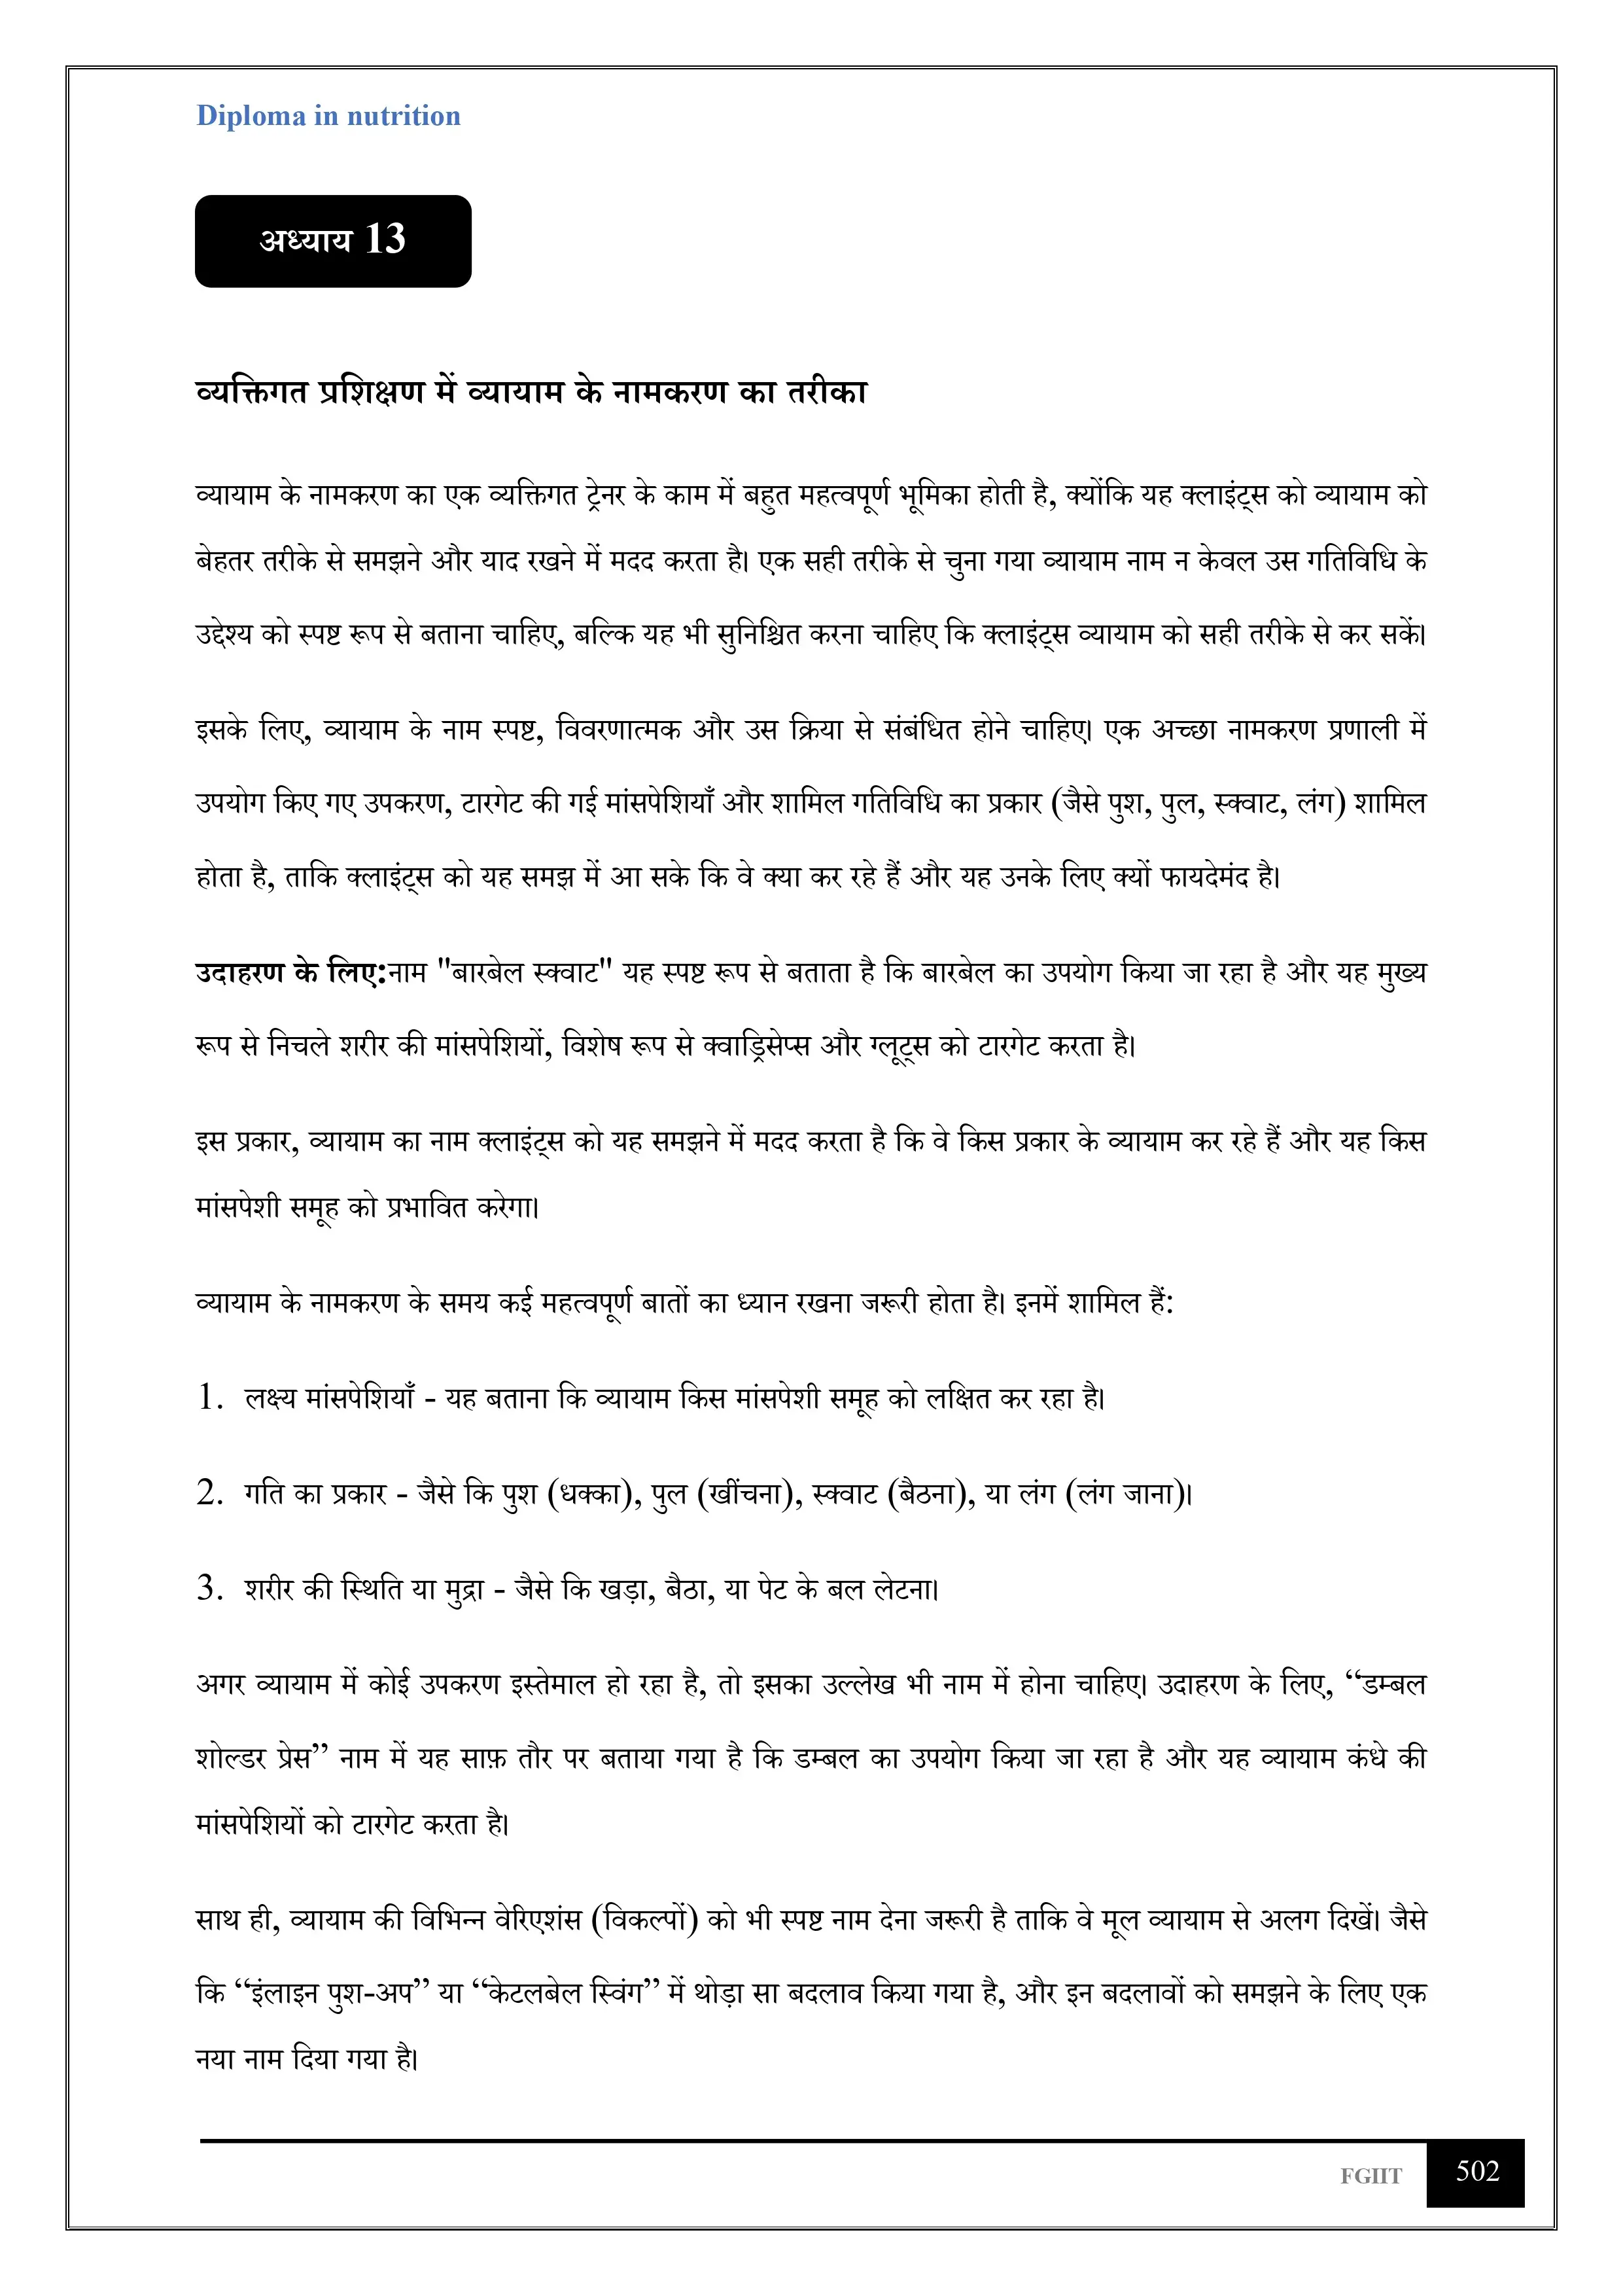 Diploma in nutrition
अध्याय 13
व्यक्तिगत प्रशिक्षण में व्यायाम के नामकरण का तरीका
व्यायाम के नामकरण का एक व्यक्तिगत ट्रेनर के काम में बहुत महत्वपूर्ण भूमिका होती है, क्योंकि यह क्लाइंट्स को व्यायाम को
बेहतर तरीके से समझने और याद रखने में मदद करता है। एक सही तरीके से चुना गया व्यायाम नाम न केवल उस गतिविधि के
उद्देश्य को स्पष्ट रूप से बताना चाहिए, बल्कि यह भी सुनिश्चित करना चाहिए कि क्लाइंट्स व्यायाम को सही तरीके से कर सकें।
इसके लिए, व्यायाम के नाम स्पष्ट, विवरणात्मक और उस क्रिया से संबंधित होने चाहिए। एक अच्छा नामकरण प्रणाली में
उपयोग किए गए उपकरण, टारगेट की गई मांसपेशियाँ और शामिल गतिविधि का प्रकार (जैसे पुश, पुल, स्क्वाट, लंग) शामिल
होता है, ताकि क्लाइंट्स को यह समझ में आ सके कि वे क्या कर रहे हैं और यह उनके लिए क्यों फायदेमंद है।
उदाहरण के लिए:नाम "बारबेल स्क्वाट" यह स्पष्ट रूप से बताता है कि बारबेल का उपयोग किया जा रहा है और यह मुख्य
रूप से निचले शरीर की मांसपेशियों, विशेष रूप से क्वाड्रिसेप्स और ग्लूट्स को टारगेट करता है।
इस प्रकार, व्यायाम का नाम क्लाइंट्स को यह समझने में मदद करता है कि वे किस प्रकार के व्यायाम कर रहे हैं और यह किस
मांसपेशी समूह को प्रभावित करेगा।
व्यायाम के नामकरण के समय कई महत्वपूर्ण बातों का ध्यान रखना जरूरी होता है। इनमें शामिल हैं:
1. लक्ष्य मांसपेशियाँ - यह बताना कि व्यायाम किस मांसपेशी समूह को लक्षित कर रहा है।
2. गति का प्रकार - जैसे कि पुश (धक्का), पुल (खींचना), स्क्वाट (बैठना), या लंग (लंग जाना)।
3. शरीर की स्थिति या मुद्रा - जैसे कि खड़ा, बैठा, या पेट के बल लेटना।
अगर व्यायाम में कोई उपकरण इस्तेमाल हो रहा है, तो इसका उल्लेख भी नाम में होना चाहिए। उदाहरण के लिए, “डम्बल
शोल्डर प्रेस” नाम में यह साफ़ तौर पर बताया गया है कि डम्बल का उपयोग किया जा रहा है और यह व्यायाम कंधे की
मांसपेशियों को टारगेट करता है।
साथ ही, व्यायाम की विभिन्न वेरिएशंस (विकल्पों) को भी स्पष्ट नाम देना जरूरी है ताकि वे मूल व्यायाम से अलग दिखें। जैसे
कि “इंलाइन पुश-अप” या “केटलबेल स्विंग” में थोड़ा सा बदलाव किया गया है, और इन बदलावों को समझने के लिए एक
नया नाम दिया गया है।
FGIIT 502